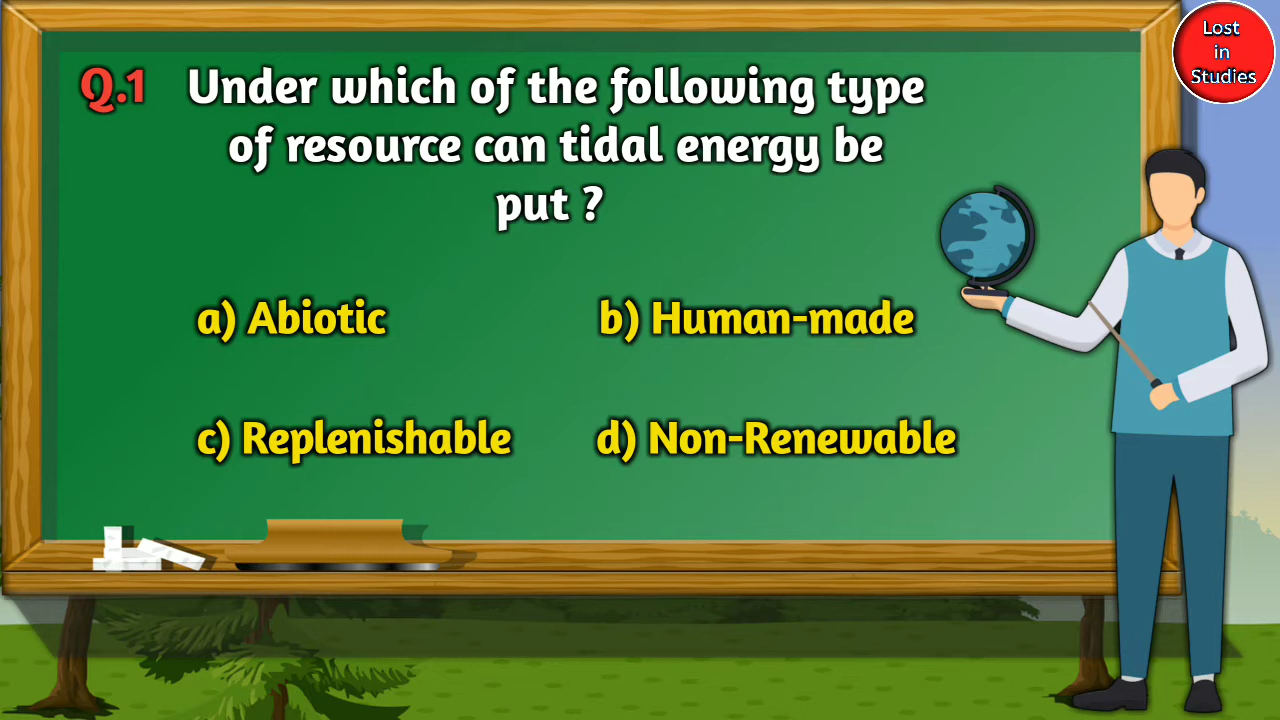 Lost
in
Studies
Q.1 Under which of the following type
of resource can tidal energy be
put ?
a) Abiotic b) Human-made
c) Replenishable d) Non-Renewable